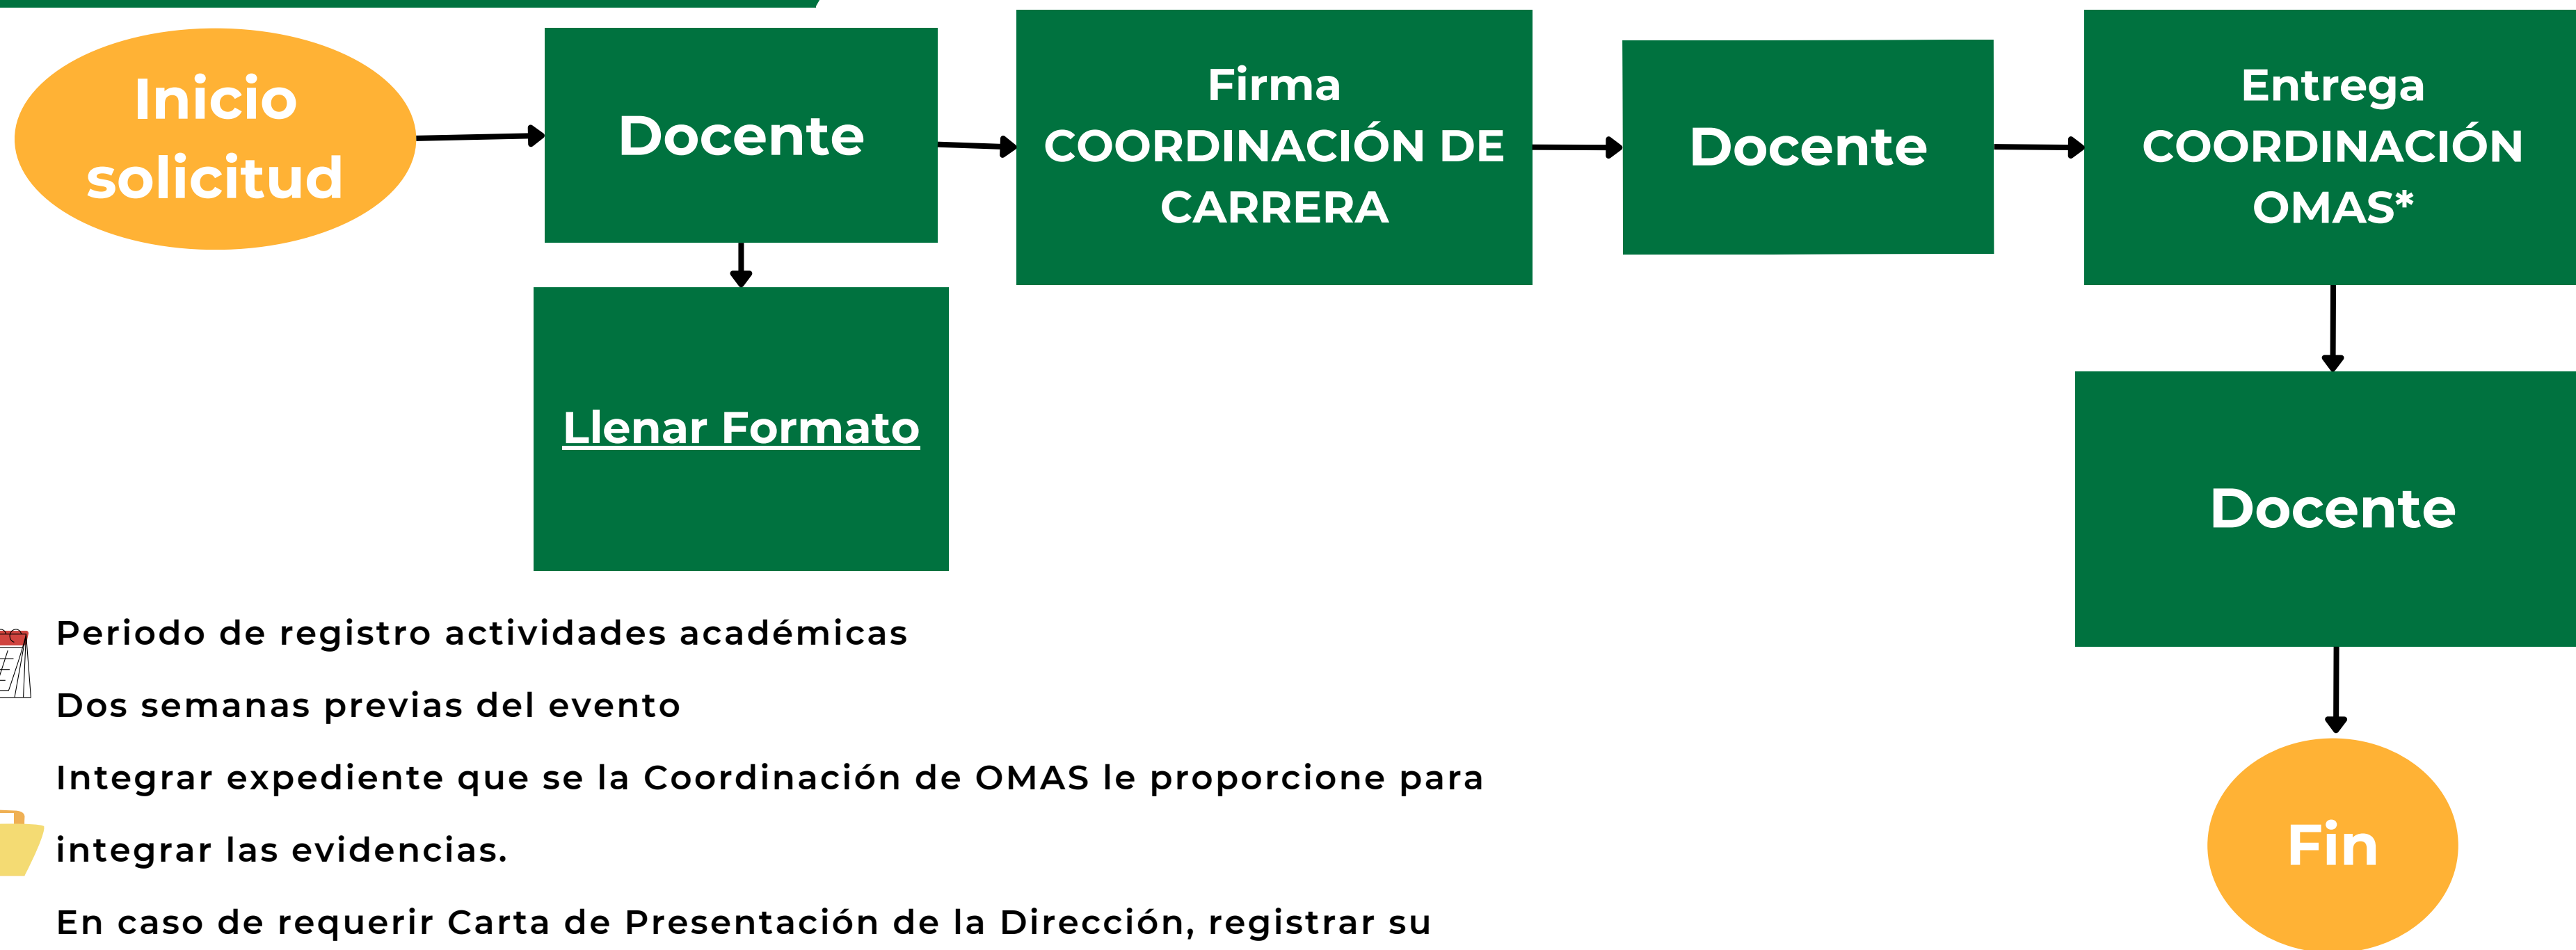 Inicio
solicitud
Docente
Firma
COORDINACIÓN DE
CARRERA
Docente
Entrega
COORDINACIÓN
OMAS*
Llenar Formato
Docente
Fin
Periodo de registro actividades académicas
Dos semanas previas del evento
Integrar expediente que se la Coordinación de OMAS le proporcione para
integrar las evidencias.
En caso de requerir Carta de Presentación de la Dirección, registrar su